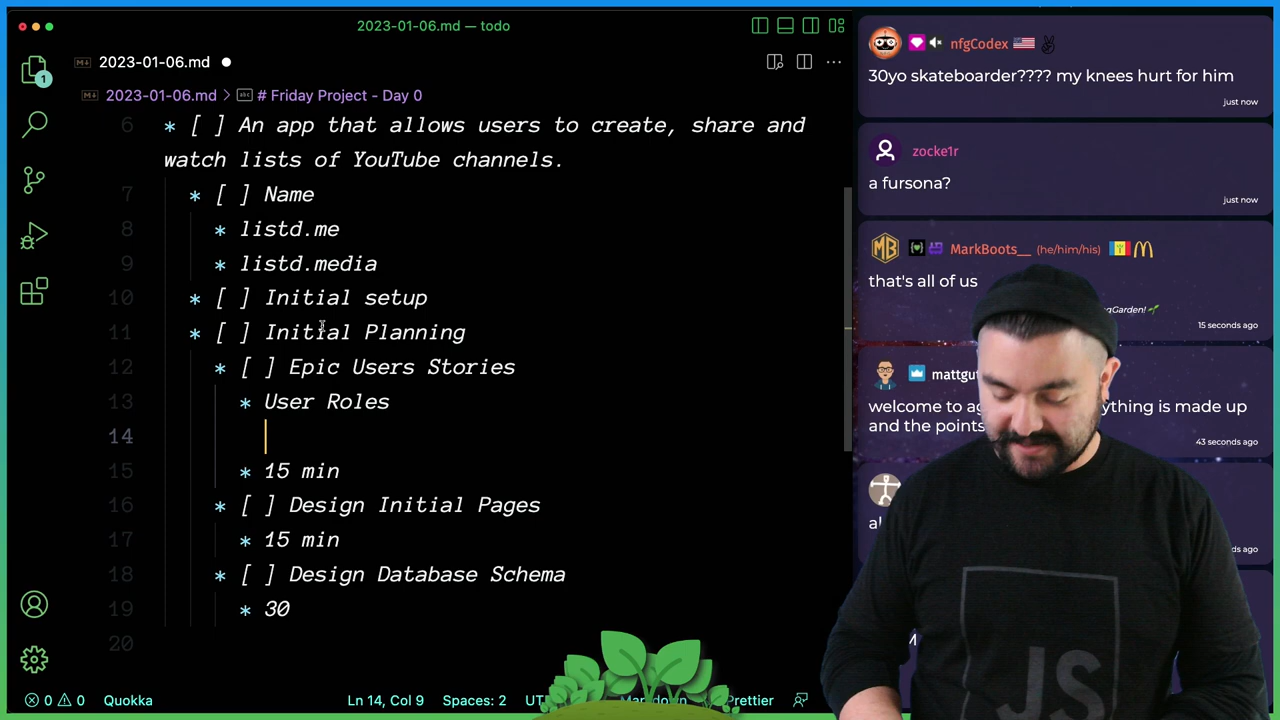 2023-01-06.md — todo
2023-01-06.md
2023-01-06.md > # Friday Project - Day 0
6 * [ ] An app that allows users to create, share and
watch lists of YouTube channels.
7 * [ ] Name
8 * listd.me
9 * listd.media
10 * [ ] Initial setup
11 * [ ] Initial Planning
12 * [ ] Epic Users Stories
13 * User Roles
14
15 * 15 min
16 * [ ] Design Initial Pages
17 * 15 min
18 * [ ] Design Database Schema
19 * 30
20
1
0 0 Quokka Ln 14, Col 9 Spaces: 2 Prettier
nfgCodex
30yo skateboarder???? my knees hurt for him
just now
zocke1r
a fursona?
just now
MB MarkBoots__ (he/him/his)
that's all of us
15 seconds ago
welcome to
and the points
is made up
43 seconds ago
JS